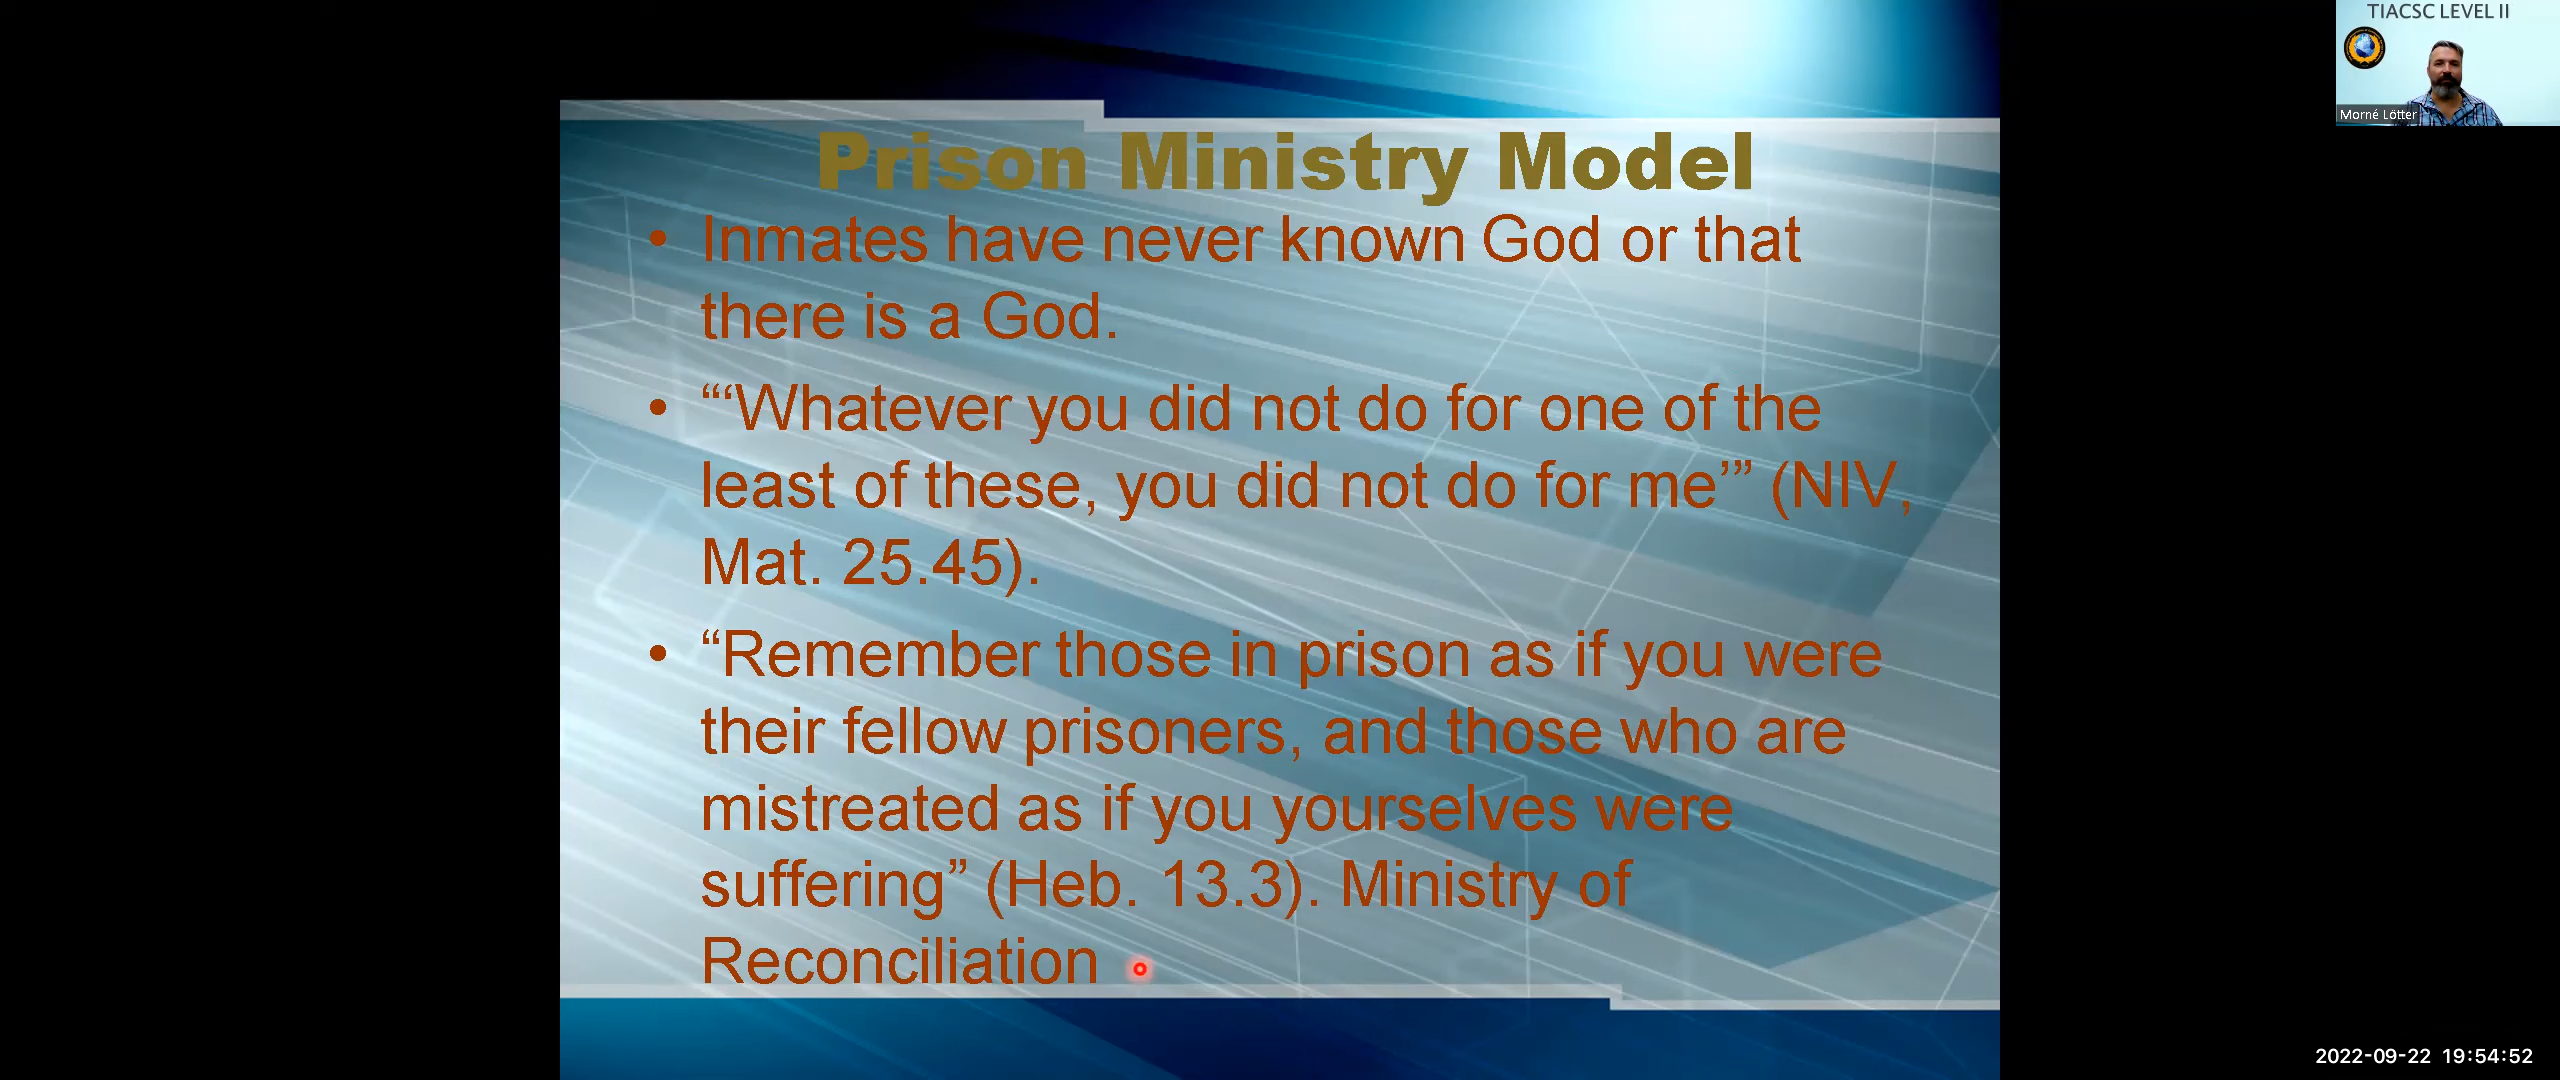 TIACSC LEVEL II
Morné Lötter
Prison Ministry Model
• Inmates have never known God or that
there is a God.
• “‘Whatever you did not do for one of the
least of these, you did not do for me’” (NIV,
Mat. 25.45).
• “Remember those in prison as if you were
their fellow prisoners, and those who are
mistreated as if you yourselves were
suffering” (Heb. 13.3). Ministry of
Reconciliation
2022-09-22 19:54:52